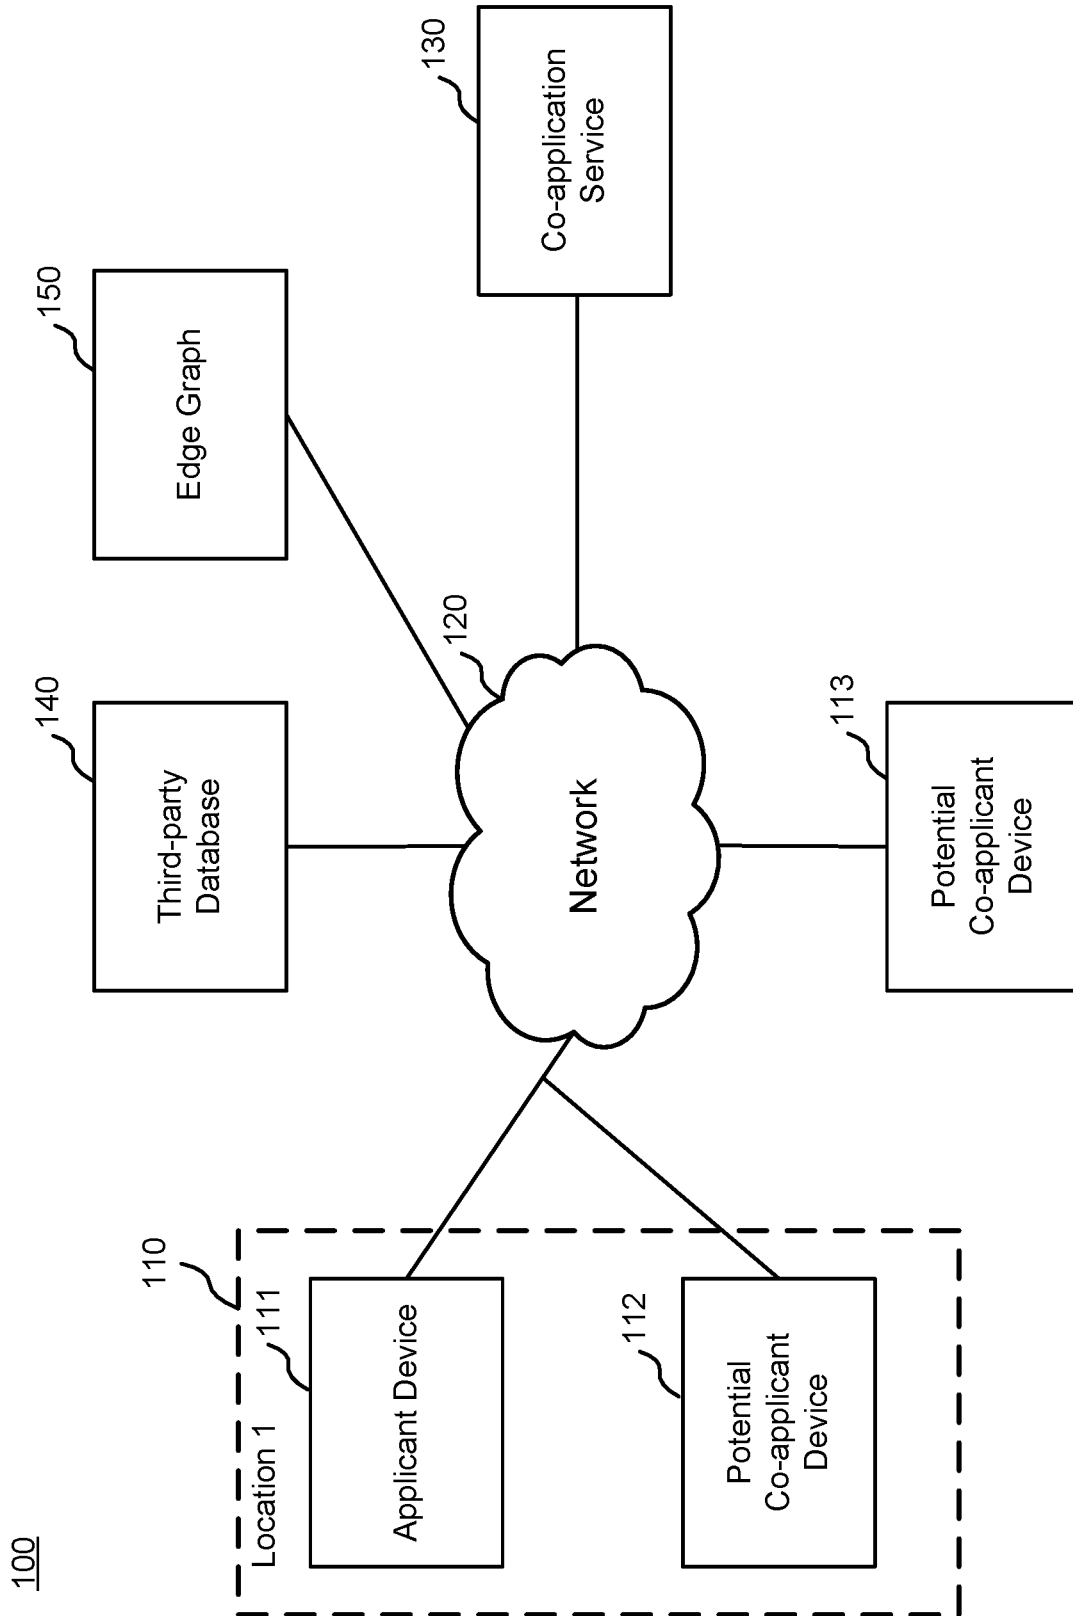 100
110
Location 1
111
Applicant Device
112
Potential
Co-applicant
Device
120
Network
140
Third-party
Database
150
Edge Graph
130
Co-application
Service
113
Potential
Co-applicant
Device